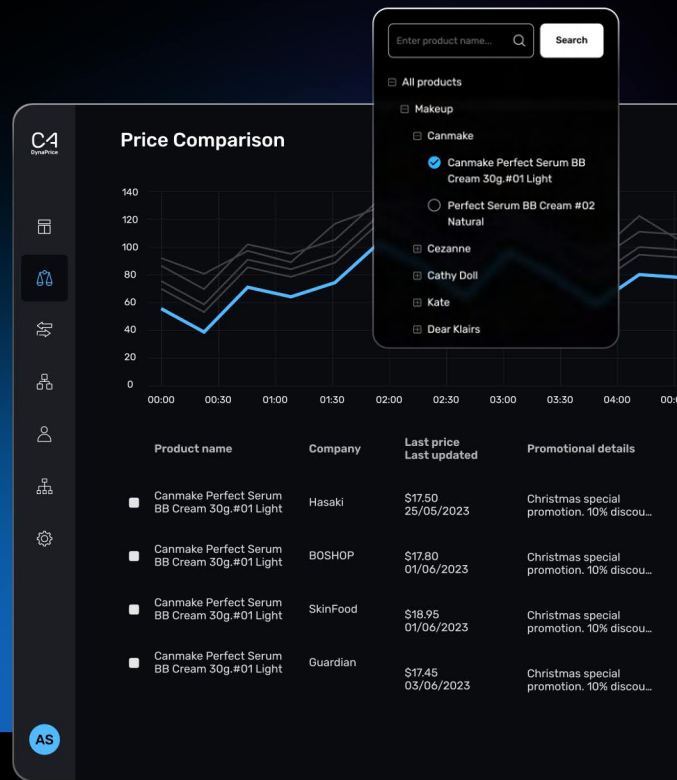 Enter product name...
Search
All products
Makeup
Canmake
Canmake Perfect Serum BB
Cream 30g.#01 Light
Perfect Serum BB Cream #02
Natural
Cezanne
Cathy Doll
Kate
Dear Klairs
DynaPrice
Price Comparison
140
120
100
80
60
40
20
0
00:00 00:30 01:00 01:30 02:00 02:30 03:00 03:30 04:00
Product name Company Last price Promotional details
Last updated
Canmake Perfect Serum Hasaki $17.50 Christmas special
BB Cream 30g.#01 Light 25/05/2023 promotion. 10% discou...
Canmake Perfect Serum BOSHOP $17.80 Christmas special
BB Cream 30g.#01 Light 01/06/2023 promotion. 10% discou...
Canmake Perfect Serum SkinFood $18.95 Christmas special
BB Cream 30g.#01 Light 01/06/2023 promotion. 10% discou...
Canmake Perfect Serum Guardian $17.45 Christmas special
BB Cream 30g.#01 Light 03/06/2023 promotion. 10% discou...
AS